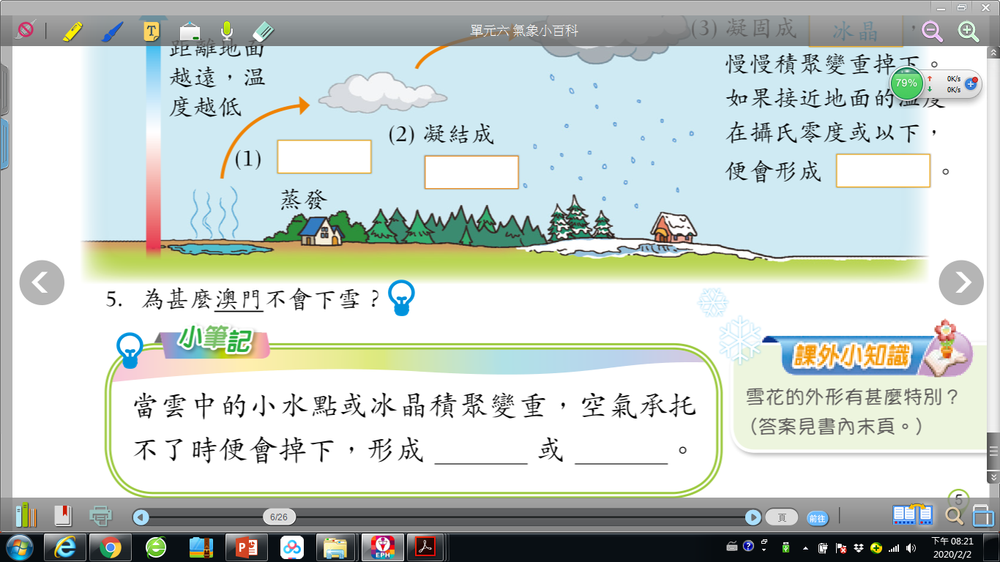 單元六 氣象小百科
距離地面
越遠，溫
度越低
(1)
蒸發
(2) 凝結成
(3) 凝固成 冰晶，
慢慢積聚變重掉下。
如果接近地面的溫度
在攝氏零度或以下，
便會形成 。
79%
0K/s
0K/s
5. 為甚麼澳門不會下雪？
小筆記
當雲中的小水點或冰晶積聚變重，空氣承托
不了時便會掉下，形成 ________ 或 ________ 。
課外小知識
雪花的外形有甚麼特別？
（答案見書內末頁。）
5
6/26
頁
前往
EPH
下午 08:21
2020/2/2